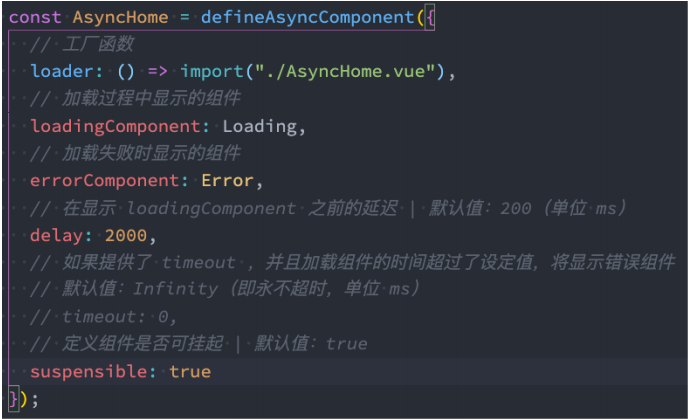 const AsyncHome = defineAsyncComponent({
// 工厂函数
loader: () => import("./AsyncHome.vue"),
// 加载过程中显示的组件
loadingComponent: Loading,
// 加载失败时显示的组件
errorComponent: Error,
// 在显示 loadingComponent 之前的延迟 | 默认值：200（单位 ms）
delay: 2000,
// 如果提供了 timeout ，并且加载组件的时间超过了设定值，将显示错误组件
// 默认值：Infinity（即永不超时，单位 ms）
// timeout: 0,
// 定义组件是否可挂起 | 默认值：true
suspensible: true
});